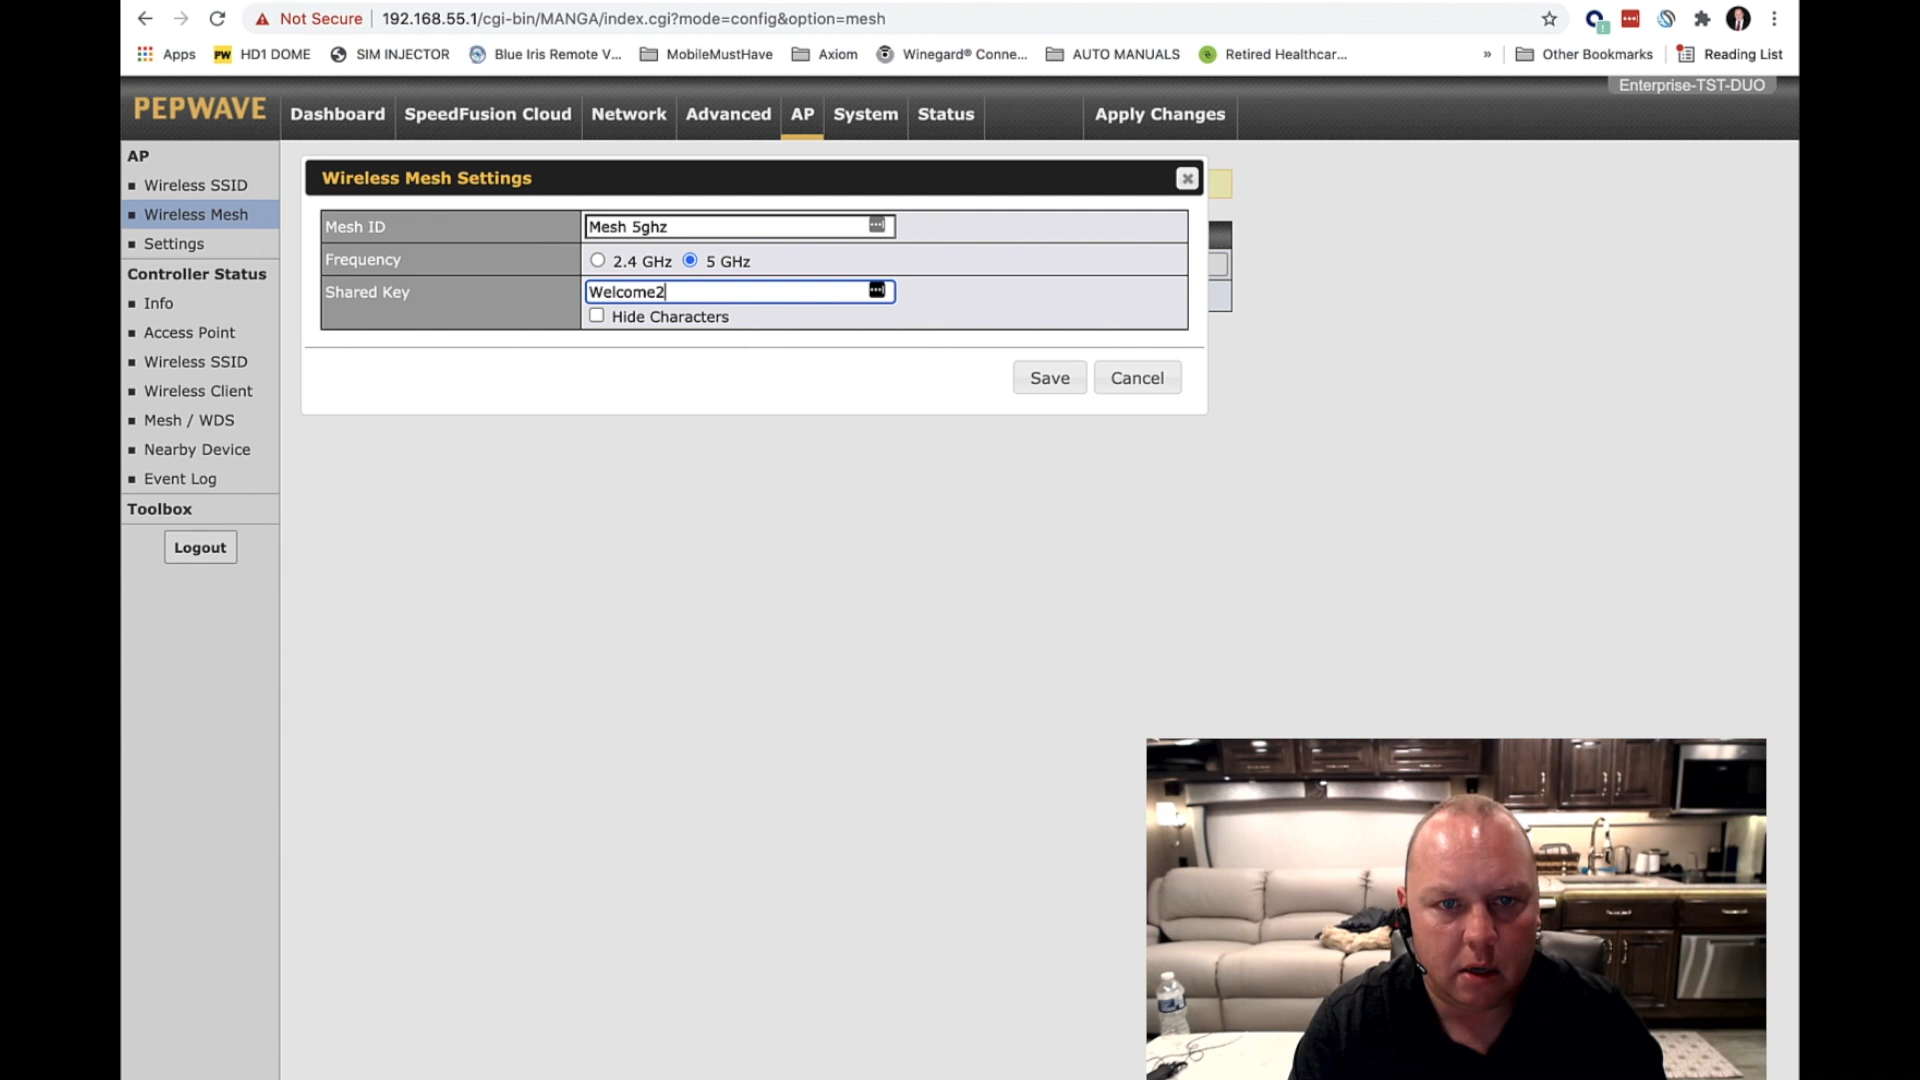 Not Secure 192.168.55.1/cgi-bin/MANGA/index.cgi?mode=config&option=mesh
Apps PW HD1 DOME SIM INJECTOR Blue Iris Remote V... MobileMustHave Axiom Winegard® Conne... AUTO MANUALS Retired Healthcar... » Other Bookmarks Reading List
Enterprise-TST-DUO
PEPWAVE Dashboard SpeedFusion Cloud Network Advanced AP System Status Apply Changes
AP
Wireless SSID
Wireless Mesh
Settings
Controller Status
Info
Access Point
Wireless SSID
Wireless Client
Mesh / WDS
Nearby Device
Event Log
Toolbox
Logout
Wireless Mesh Settings
Mesh ID Mesh 5ghz
Frequency 2.4 GHz 5 GHz
Shared Key Welcome2
Hide Characters
Save Cancel